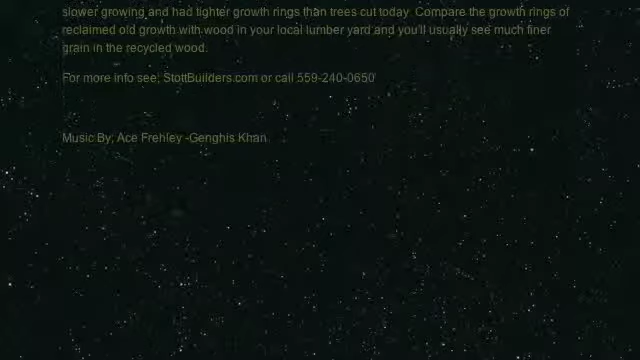 slower growing and had tighter growth rings than trees cut today. Compare the growth rings of
reclaimed old growth with wood in your local lumber yard and you'll usually see much finer
grain in the recycled wood.
For more info see; StottBuilders.com or call 559-240-0650
Music By; Ace Frehley -Genghis Khan